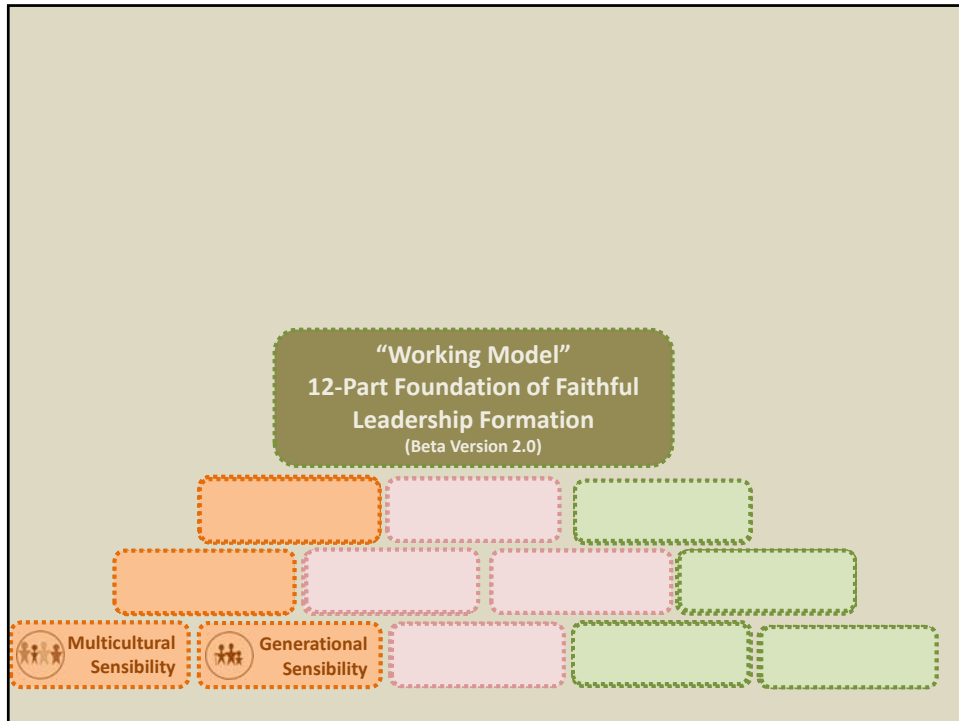 “Working Model”
12-Part Foundation of Faithful
Leadership Formation
(Beta Version 2.0)
Multicultural
Sensibility
Generational
Sensibility